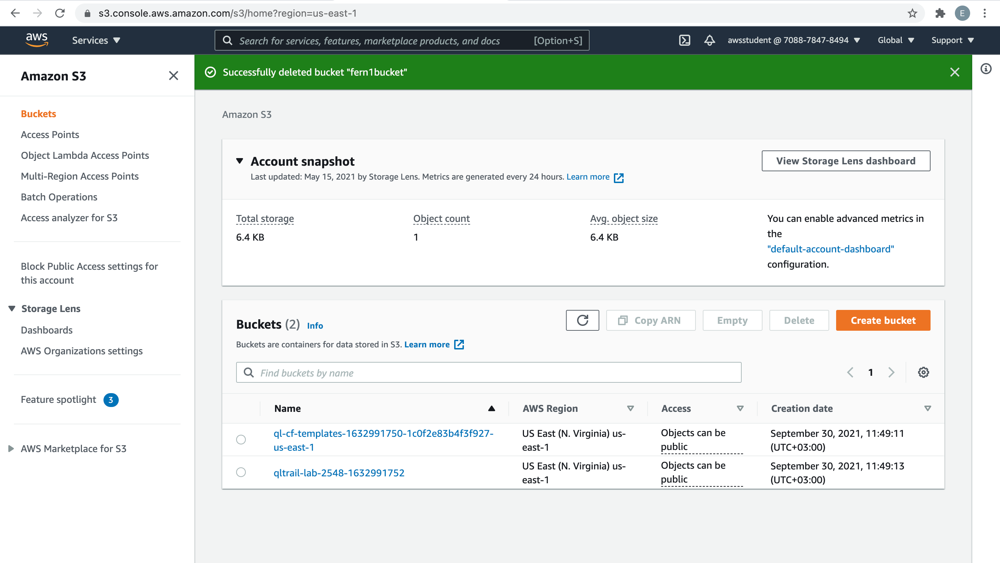 s3.console.aws.amazon.com/s3/home?region=us-east-1
E
aws
Services
Search for services, features, marketplace products, and docs
[Option+S]
awsstudent @ 7088-7847-8494
Global
Support
Amazon S3
Buckets
Access Points
Object Lambda Access Points
Multi-Region Access Points
Batch Operations
Access analyzer for S3
Block Public Access settings for
this account
Storage Lens
Dashboards
AWS Organizations settings
Feature spotlight 3
AWS Marketplace for S3
Successfully deleted bucket "fern1bucket"
Amazon S3
Account snapshot
Last updated: May 15, 2021 by Storage Lens. Metrics are generated every 24 hours. Learn more
View Storage Lens dashboard
Total storage
6.4 KB
Object count
1
Avg. object size
6.4 KB
You can enable advanced metrics in
the
"default-account-dashboard"
configuration.
Buckets (2) Info
Copy ARN
Empty
Delete
Create bucket
Buckets are containers for data stored in S3. Learn more
Find buckets by name
1
Name
AWS Region
Access
Creation date
ql-cf-templates-1632991750-1c0f2e83b4f3f927-
us-east-1
US East (N. Virginia) us-
east-1
Objects can be
public
September 30, 2021, 11:49:11
(UTC+03:00)
qltrail-lab-2548-1632991752
US East (N. Virginia) us-
east-1
Objects can be
public
September 30, 2021, 11:49:13
(UTC+03:00)